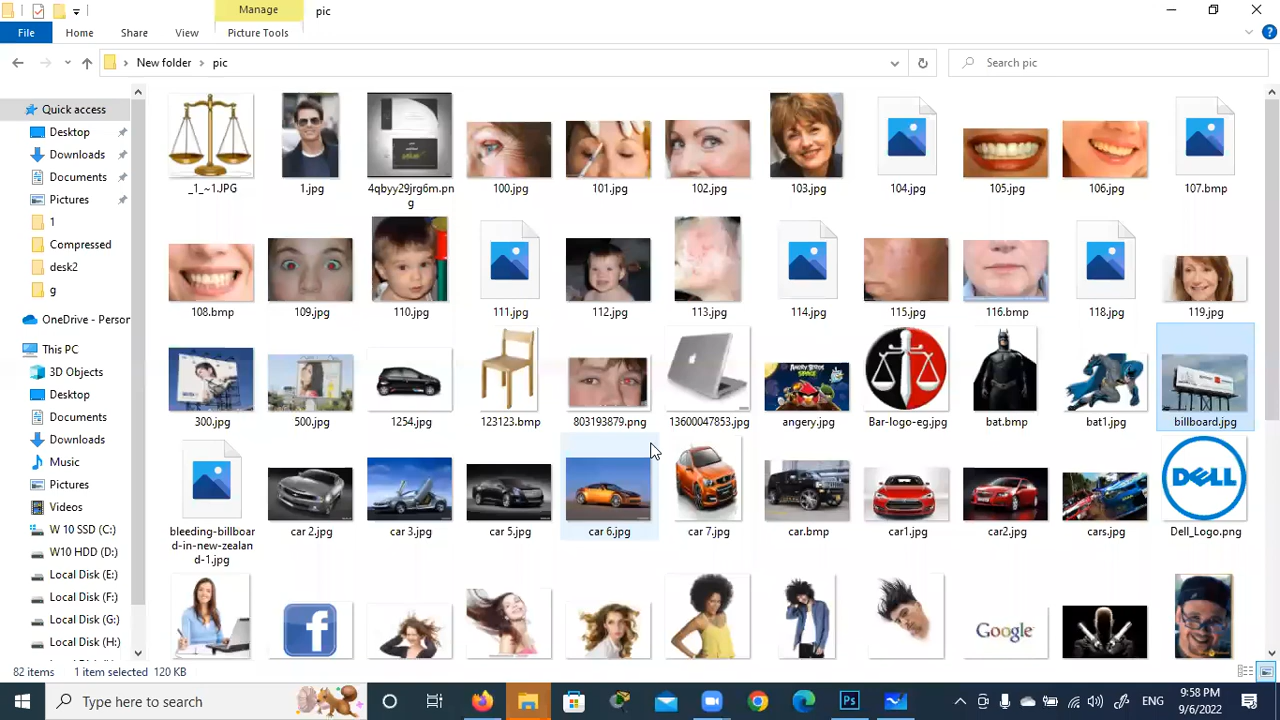 Manage
pic
File
Home
Share
View
Picture Tools
New folder
pic
Search pic
Quick access
Desktop
Downloads
Documents
Pictures
1
Compressed
desk2
g
OneDrive - Person
This PC
3D Objects
Desktop
Documents
Downloads
Music
Pictures
Videos
W 10 SSD (C:)
W10 HDD (D:)
Local Disk (E:)
Local Disk (F:)
Local Disk (G:)
Local Disk (H:)
_1_~1.JPG
1.jpg
4qbyy29jrg6m.pn
g
100.jpg
101.jpg
102.jpg
103.jpg
104.jpg
105.jpg
106.jpg
107.bmp
108.bmp
109.jpg
110.jpg
111.jpg
112.jpg
113.jpg
114.jpg
115.jpg
116.bmp
118.jpg
119.jpg
300.jpg
500.jpg
1254.jpg
123123.bmp
803193879.png
13600047853.jpg
angery.jpg
Bar-logo-eg.jpg
bat.bmp
bat1.jpg
billboard.jpg
DELL
bleeding-billboar
d-in-new-zealan
d-1.jpg
car 2.jpg
car 3.jpg
car 5.jpg
car 6.jpg
car 7.jpg
car.bmp
car1.jpg
car2.jpg
cars.jpg
Dell_Logo.png
f
Google
82 items
1 item selected 120 KB
Type here to search
Ps
ENG
9:58 PM
9/6/2022